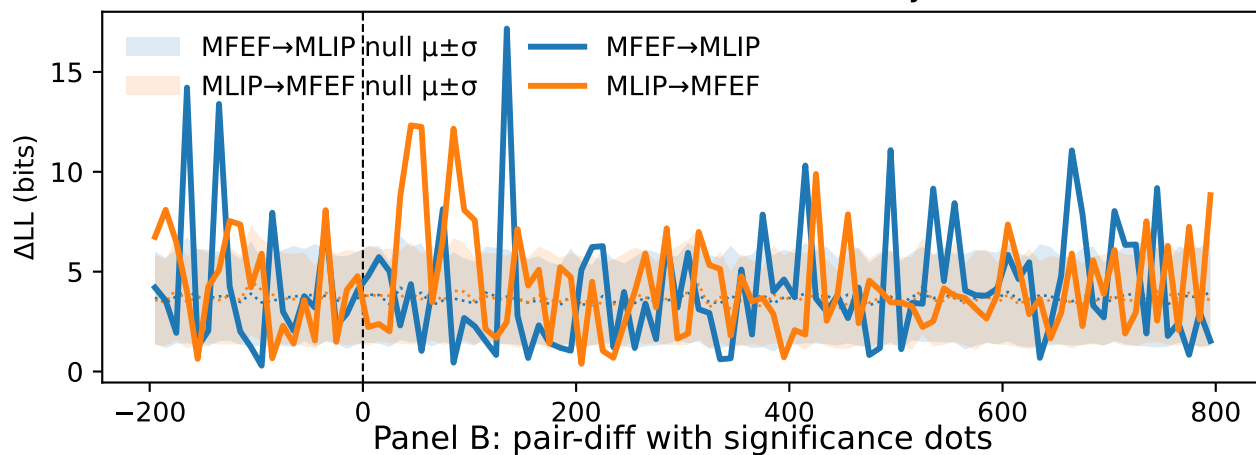 MFEF→MLIP null μ±σ
MLIP→MFEF null μ±σ
MFEF→MLIP
MLIP→MFEF
ΔLL (bits)
15
10
5
0
−200 0 200 400 600 800
Panel B: pair-diff with significance dots